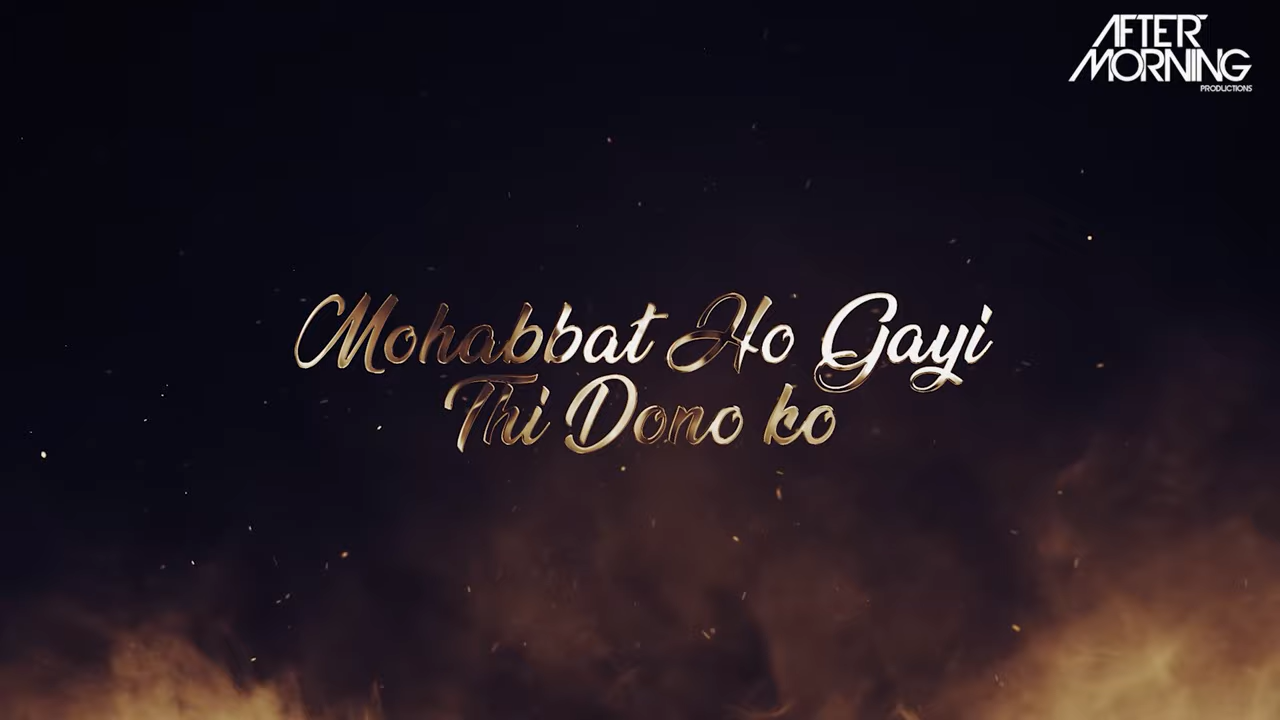 AFTER
MORNING
PRODUCTIONS
Mohabbat Ho Gayi
Thi Dono ko